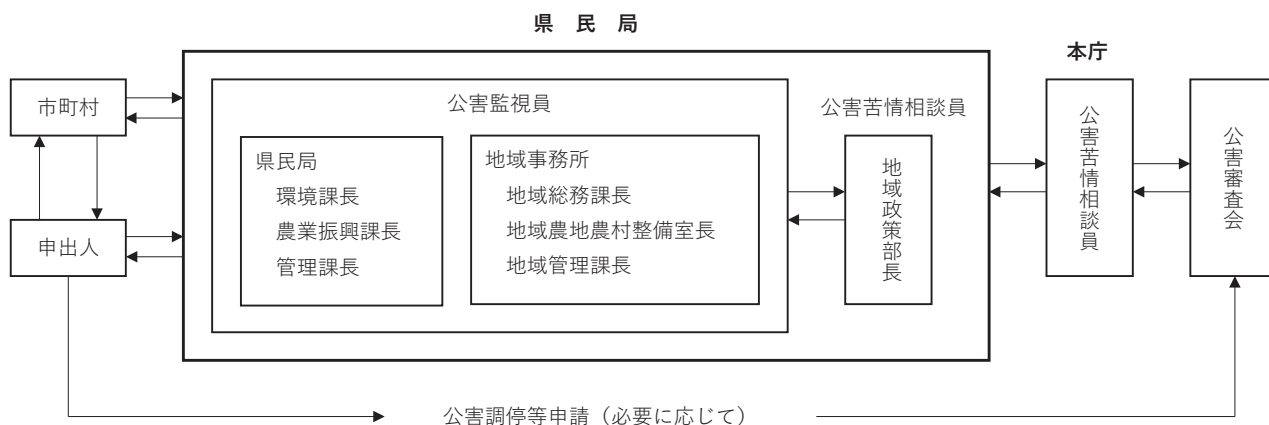 県 民 局
本庁
市町村
申出人
公害監視員
県民局
環境課長
農業振興課長
管理課長
地域事務所
地域総務課長
地域農地農村整備室長
地域管理課長
公害苦情相談員
地域政策部長
公害苦情相談員
公害審査会
公害調停等申請（必要に応じて）